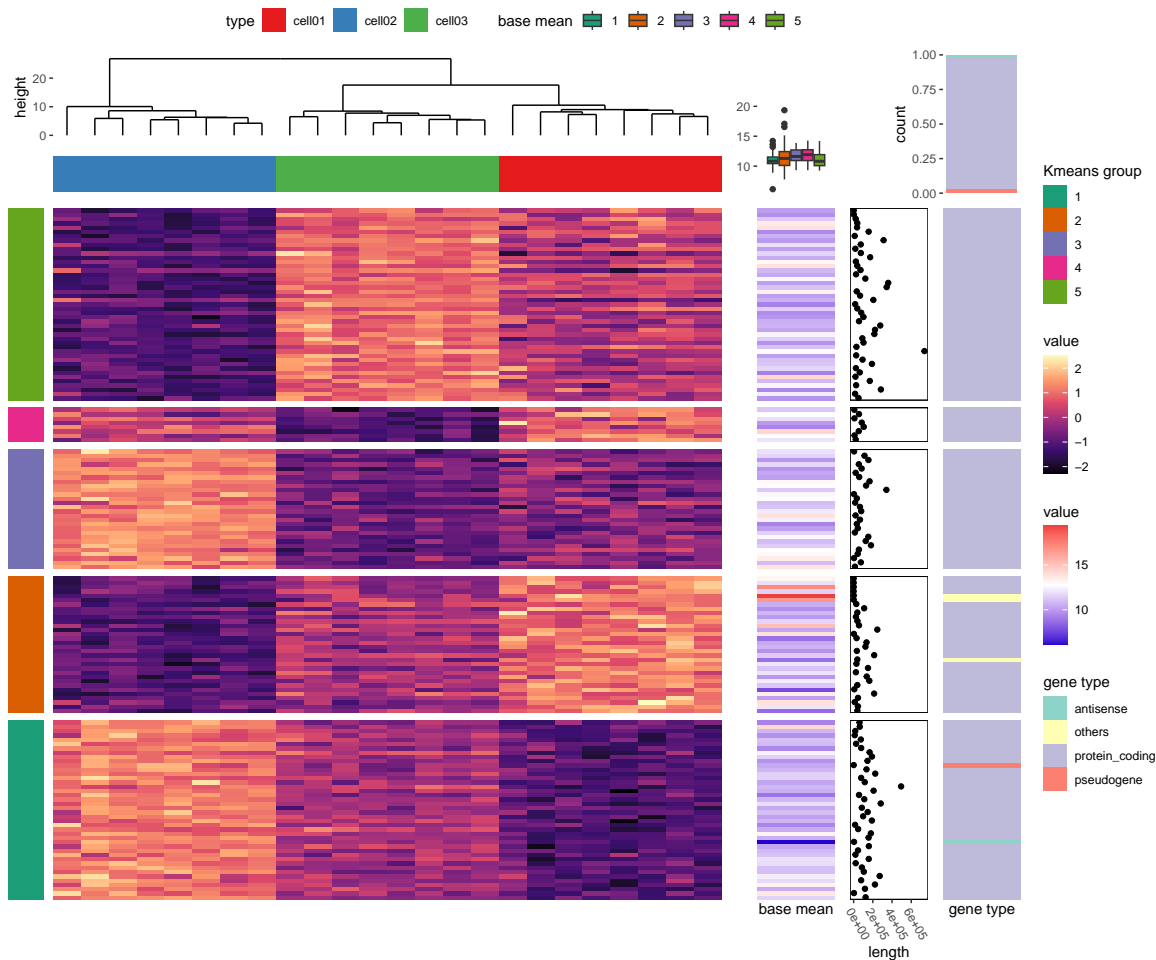 type cell01 cell02 cell03 base mean 1 2 3 4 5
height
20
10
0
20
15
10
count
1.00
0.75
0.50
0.25
0.00
Kmeans group
1
2
3
4
5
value
2
1
0
−1
−2
value
15
10
gene type
antisense
others
protein_coding
pseudogene
base mean
0e+00 2e+05 4e+05 6e+05
length
gene type